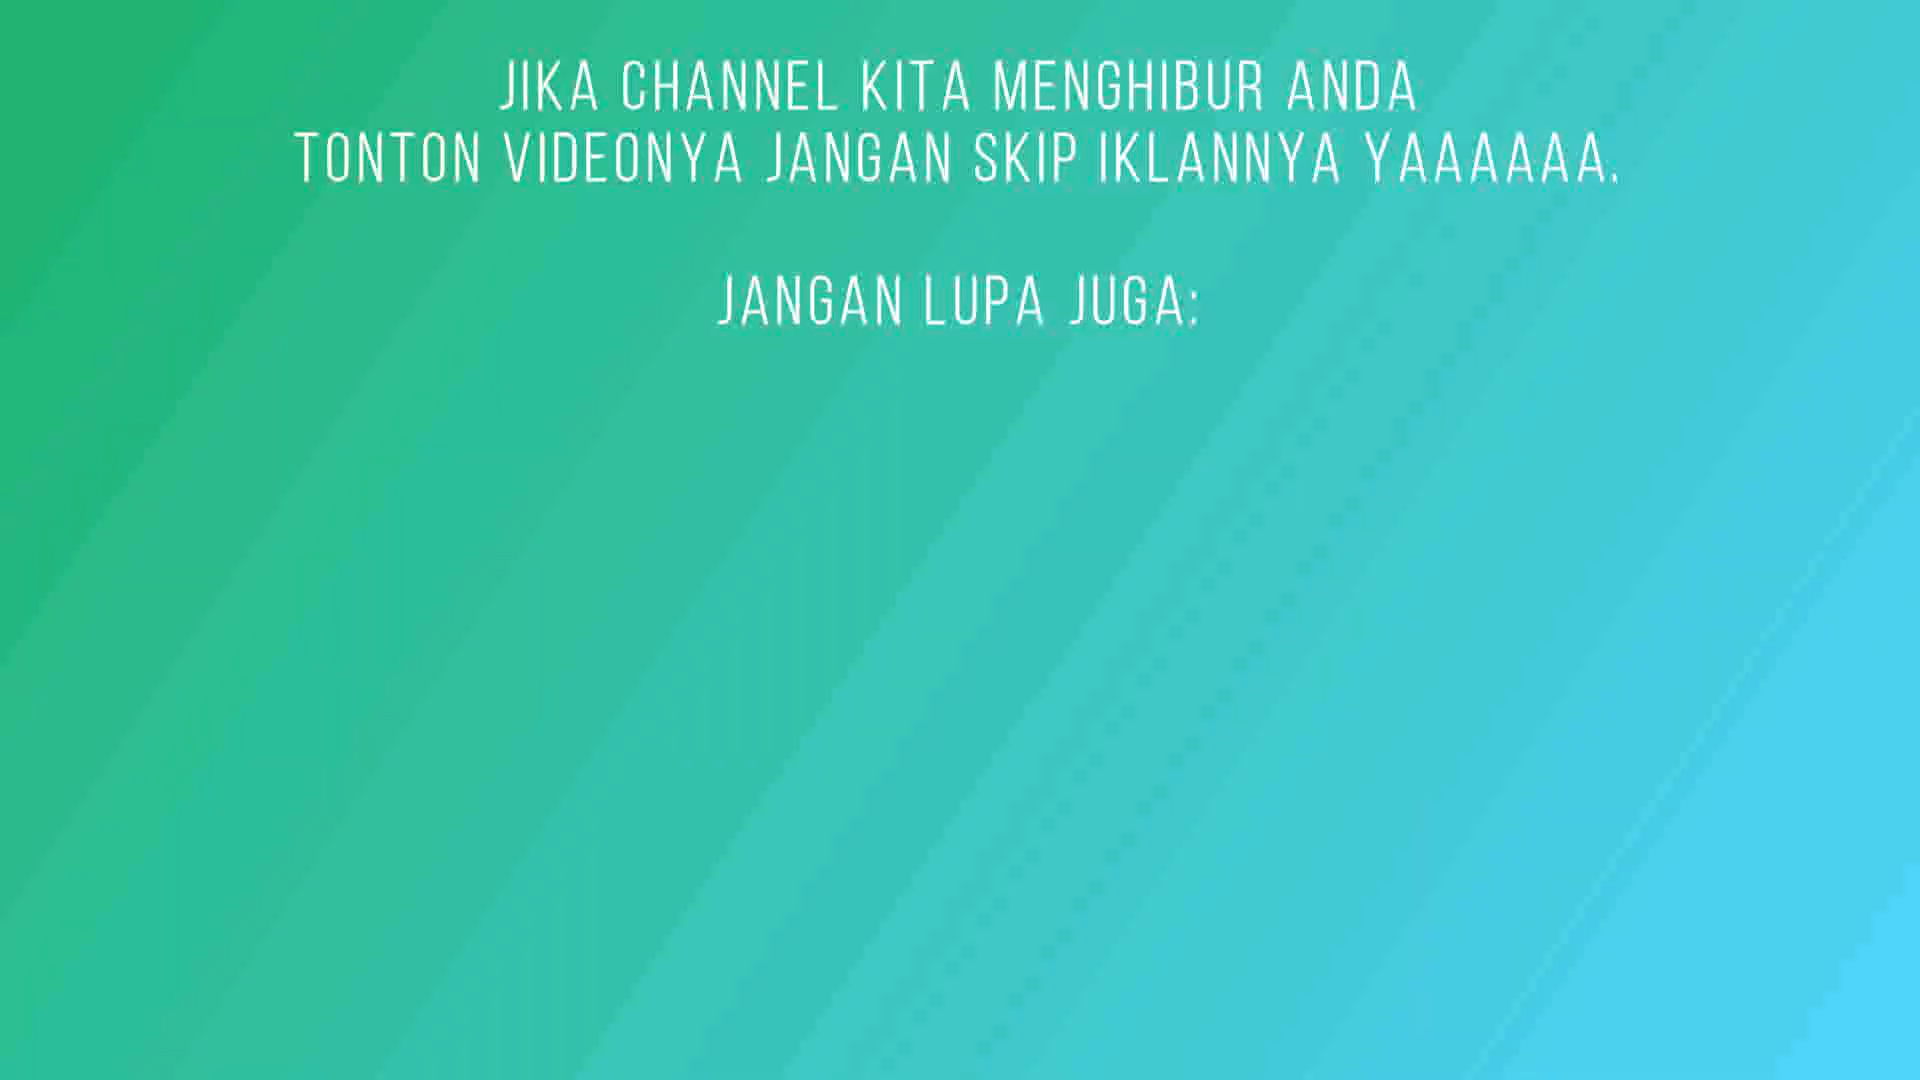 JIKA CHANNEL KITA MENGHIBUR ANDA
TONTON VIDEONYA JANGAN SKIP IKLANNYA YAAAAAA.
JANGAN LUPA JUGA: